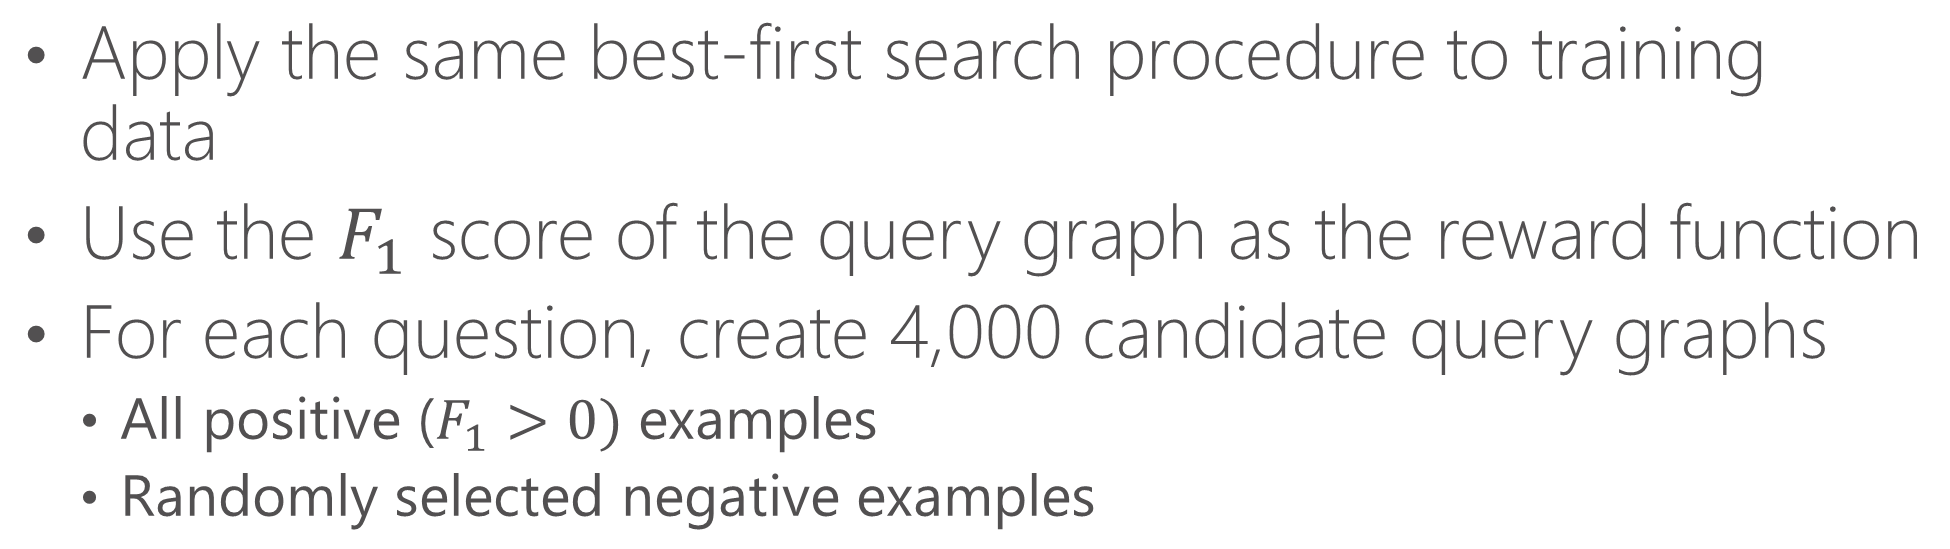 • Apply the same best-first search procedure to training
data
• Use the F₁ score of the query graph as the reward function
• For each question, create 4,000 candidate query graphs
• All positive (F₁ > 0) examples
• Randomly selected negative examples